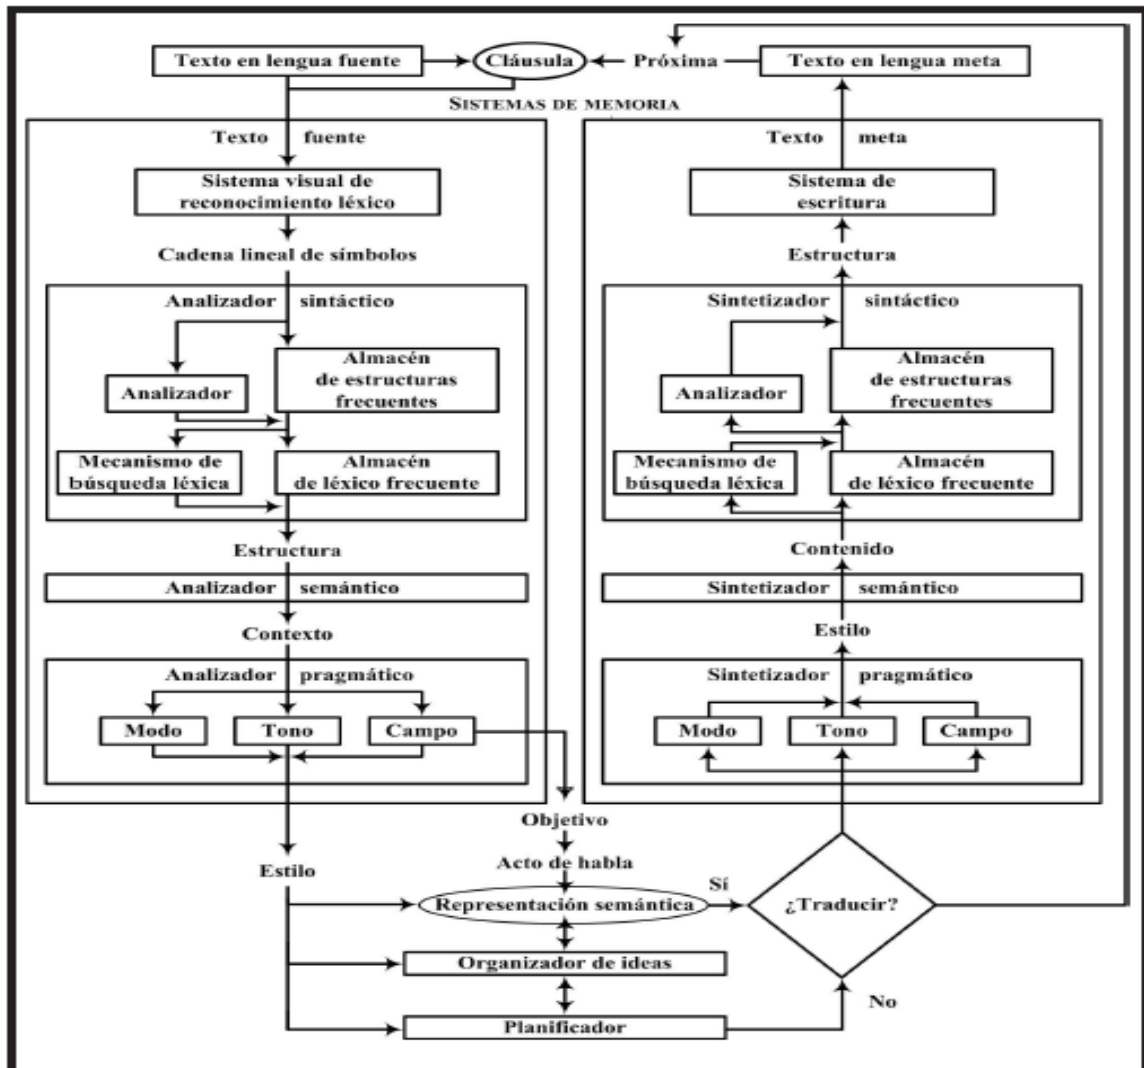 Texto en lengua fuente
Cláusula
Próxima
Texto en lengua meta
SISTEMAS DE MEMORIA
Texto fuente
Sistema visual de
reconocimiento léxico
Cadena lineal de símbolos
Analizador sintáctico
Almacén
de estructuras
frecuentes
Analizador
Mecanismo de
búsqueda léxica
Almacén
de léxico frecuente
Estructura
Analizador semántico
Contexto
Analizador pragmático
Modo
Tono
Campo
Texto meta
Sistema de
escritura
Estructura
Sintetizador sintáctico
Almacén
de estructuras
frecuentes
Analizador
Mecanismo de
búsqueda léxica
Almacén
de léxico frecuente
Contenido
Sintetizador semántico
Estilo
Sintetizador pragmático
Modo
Tono
Campo
Objetivo
Acto de habla
Estilo
Representación semántica
Sí
¿Traducir?
Organizador de ideas
No
Planificador